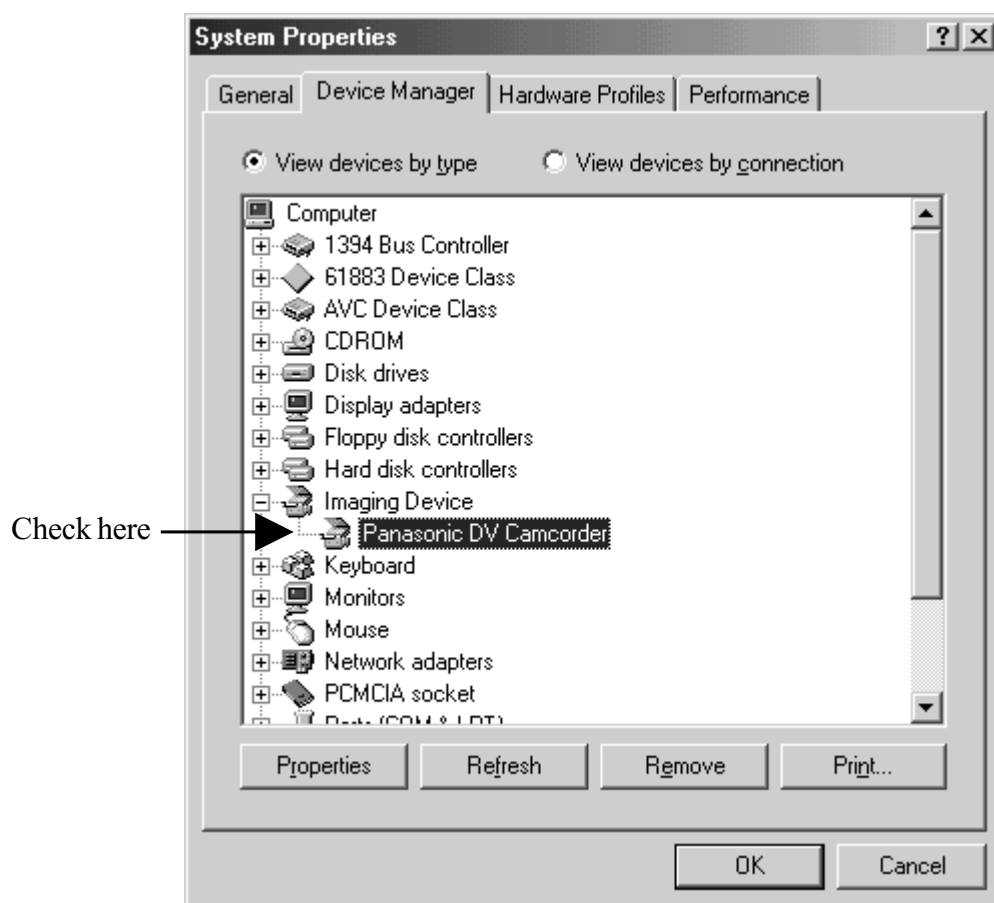 System Properties
General Device Manager Hardware Profiles Performance
View devices by type View devices by connection
Computer
1394 Bus Controller
61883 Device Class
AVC Device Class
CDROM
Disk drives
Display adapters
Floppy disk controllers
Hard disk controllers
Imaging Device
Check here Panasonic DV Camcorder
Keyboard
Monitors
Mouse
Network adapters
PCMCIA socket
Ports (COM & LPT)
Properties Refresh Remove Print...
OK Cancel